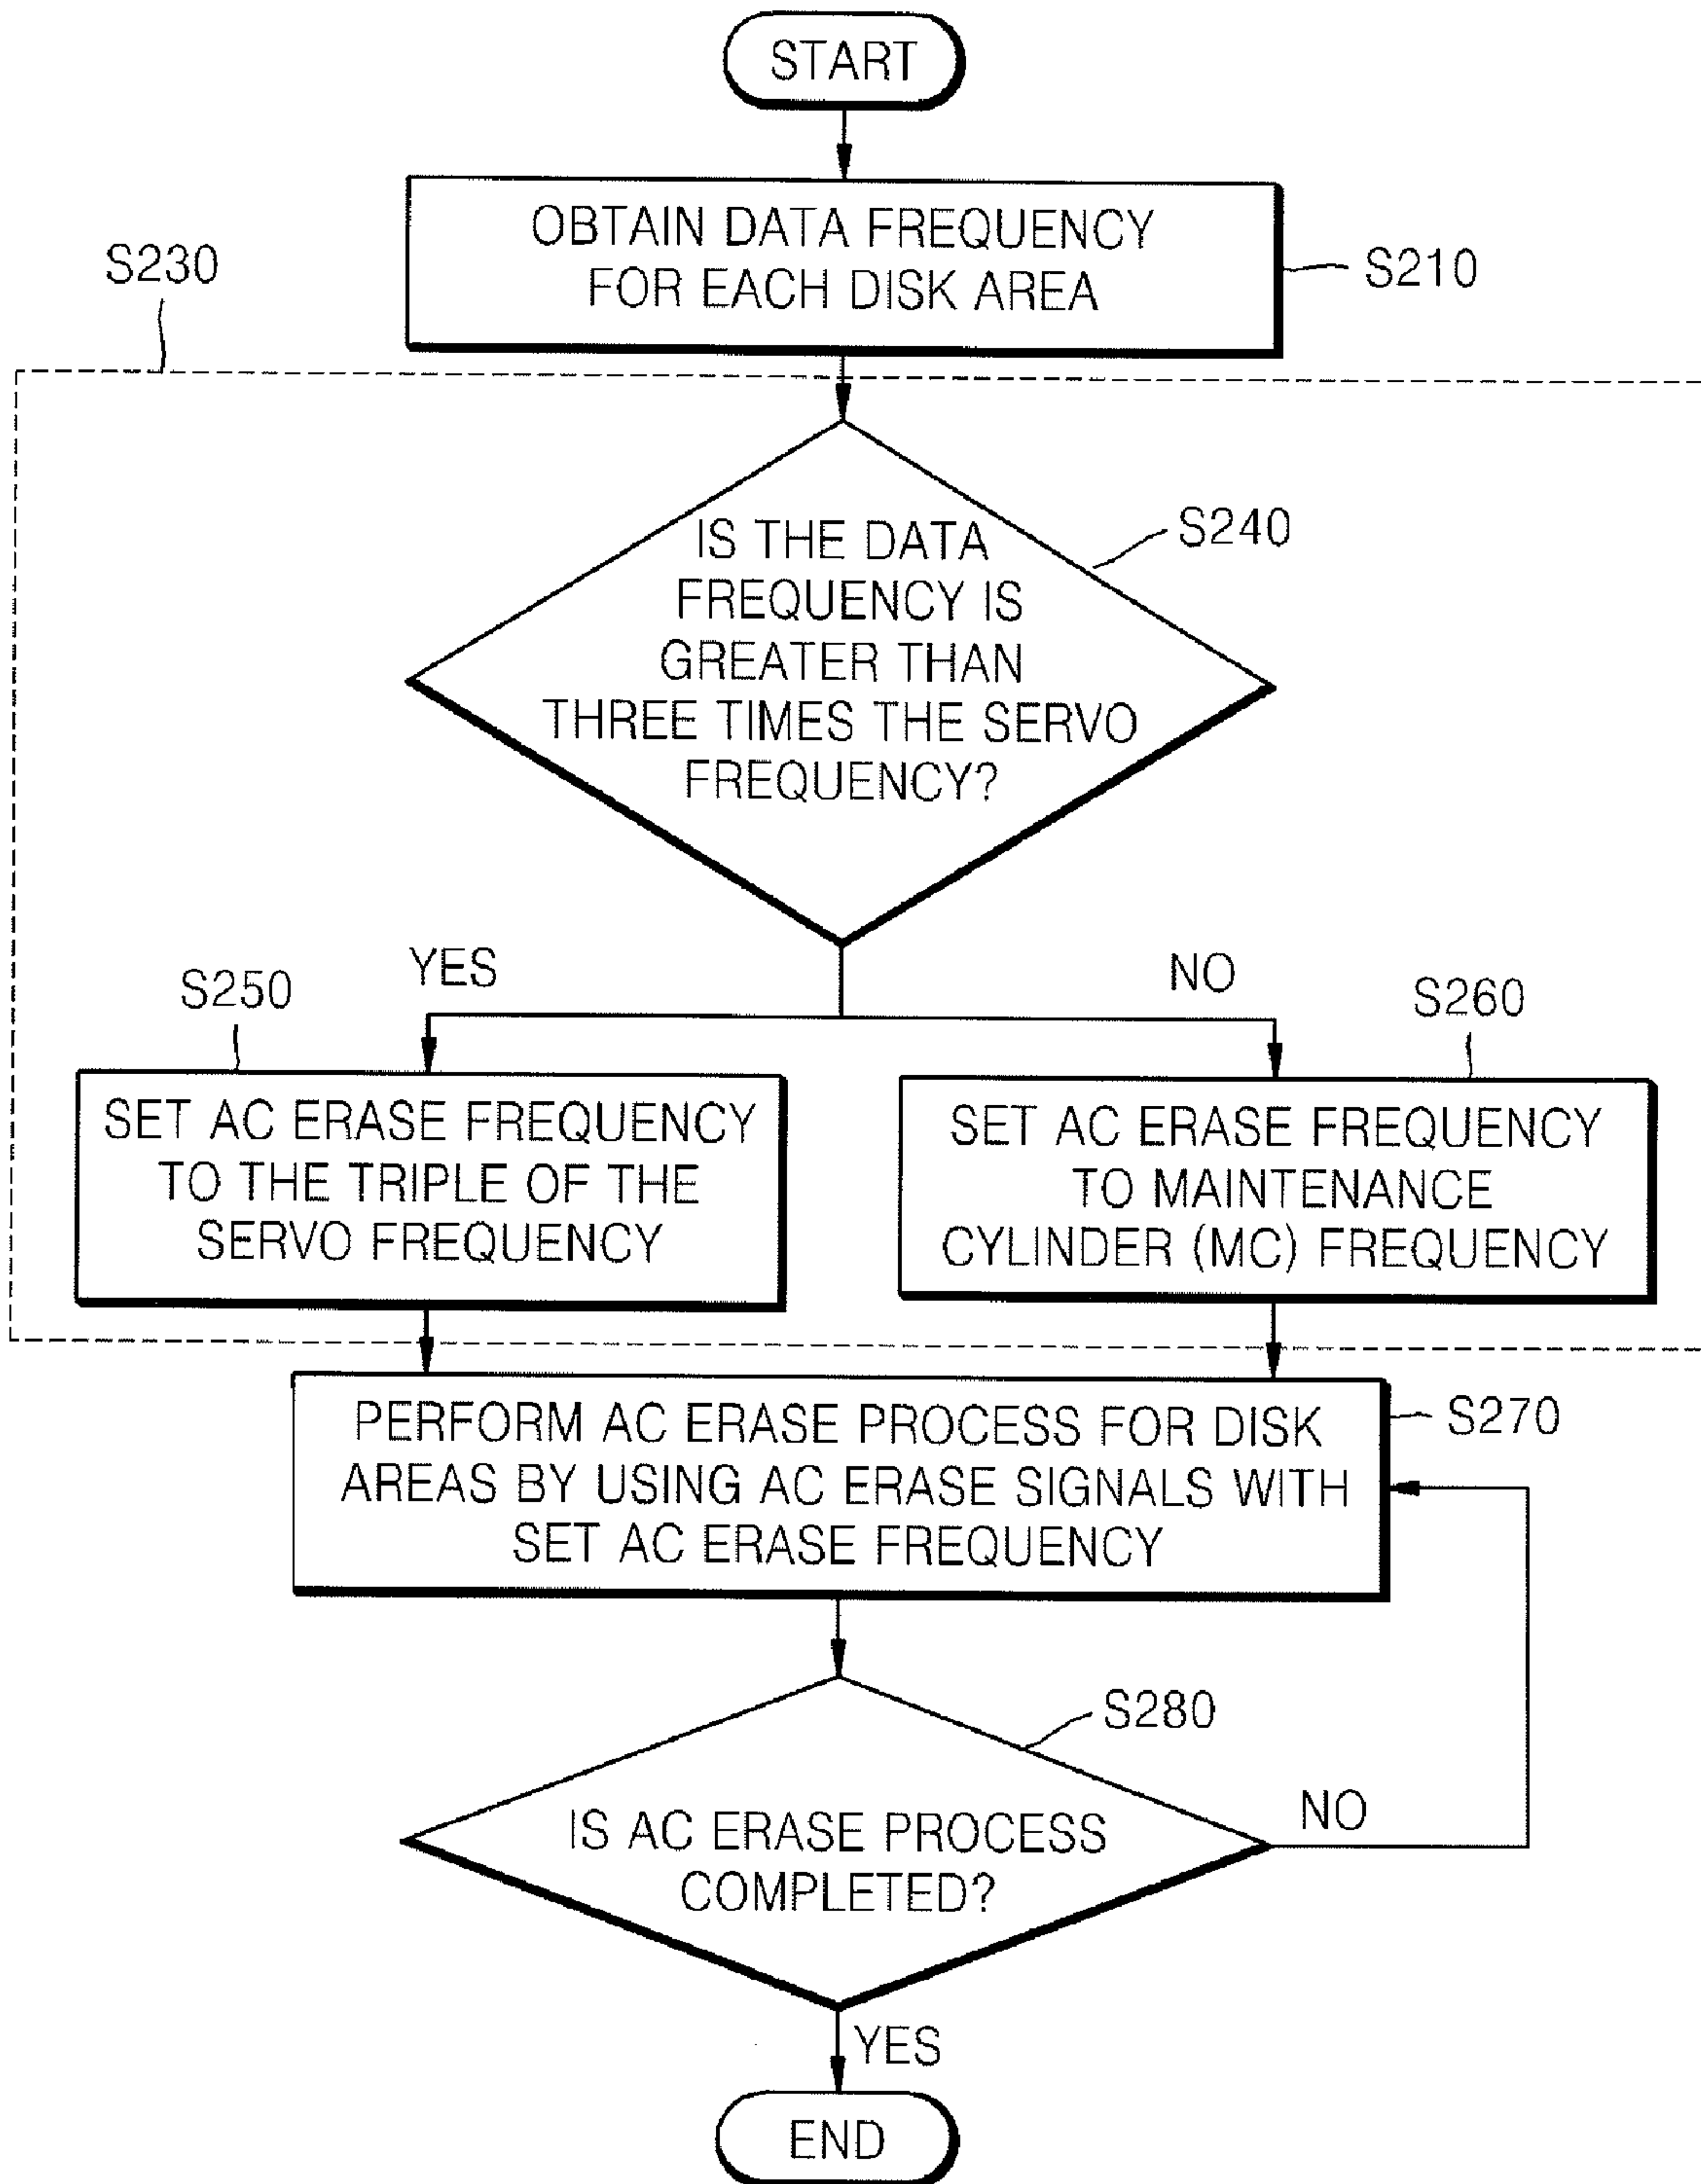 START
OBTAIN DATA FREQUENCY
FOR EACH DISK AREA
S210
S230
IS THE DATA
FREQUENCY IS
GREATER THAN
THREE TIMES THE SERVO
FREQUENCY?
S240
YES
NO
S250
SET AC ERASE FREQUENCY
TO THE TRIPLE OF THE
SERVO FREQUENCY
S260
SET AC ERASE FREQUENCY
TO MAINTENANCE
CYLINDER (MC) FREQUENCY
PERFORM AC ERASE PROCESS FOR DISK
AREAS BY USING AC ERASE SIGNALS WITH
SET AC ERASE FREQUENCY
S270
S280
IS AC ERASE PROCESS
COMPLETED?
NO
YES
END